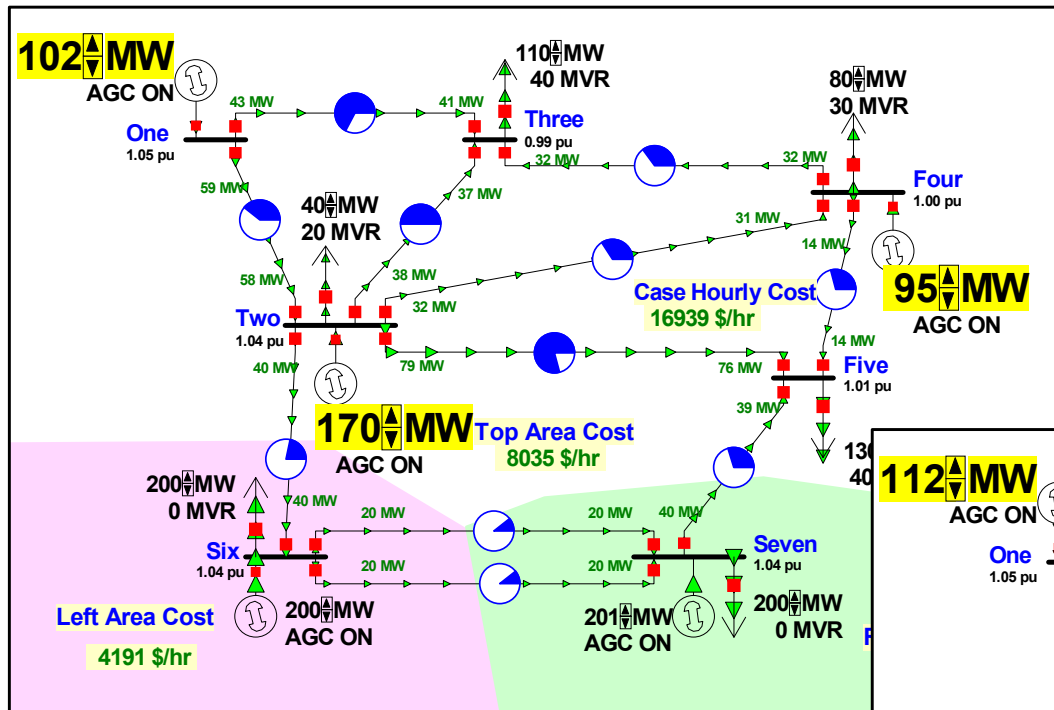 102 MW
AGC ON
43 MW
41 MW
One
1.05 pu
110 MW
40 MVR
Three
0.99 pu
80 MW
30 MVR
32 MW
32 MW
Four
1.00 pu
59 MW
37 MW
40 MW
20 MVR
31 MW
14 MW
58 MW
38 MW
32 MW
Case Hourly Cost
16939 $/hr
95 MW
AGC ON
Two
1.04 pu
40 MW
79 MW
76 MW
14 MW
Five
1.01 pu
39 MW
170 MW
AGC ON
Top Area Cost
8035 $/hr
130
40
200 MW
0 MVR
40 MW
20 MW
20 MW
40 MW
Six
1.04 pu
20 MW
20 MW
Seven
1.04 pu
Left Area Cost
4191 $/hr
200 MW
AGC ON
201 MW
AGC ON
200 MW
0 MVR
112 MW
AGC ON
One
1.05 pu